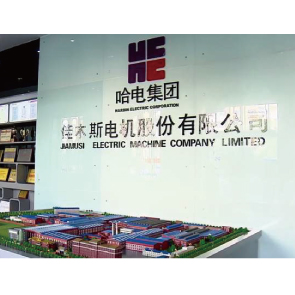 哈电集团
HARBIN ELECTRIC CORPORATION
佳木斯电机股份有限公司
JIAMUSI ELECTRIC MACHINE COMPANY LIMITED